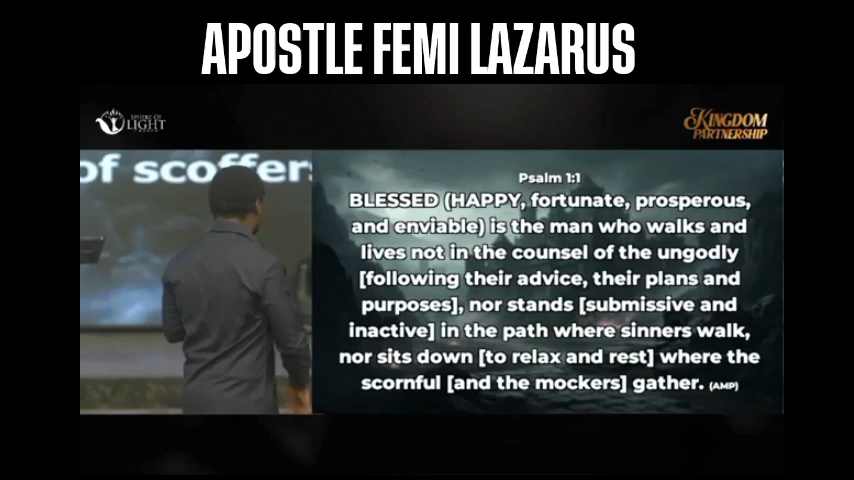 APOSTLE FEMI LAZARUS
SPHERE OF
LIGHT
KINGDOM
PARTNERSHIP
of scoffers
Psalm 1:1
BLESSED (HAPPY, fortunate, prosperous,
and enviable) is the man who walks and
lives not in the counsel of the ungodly
[following their advice, their plans and
purposes], nor stands [submissive and
inactive] in the path where sinners walk,
nor sits down [to relax and rest] where the
scornful [and the mockers] gather. (AMP)